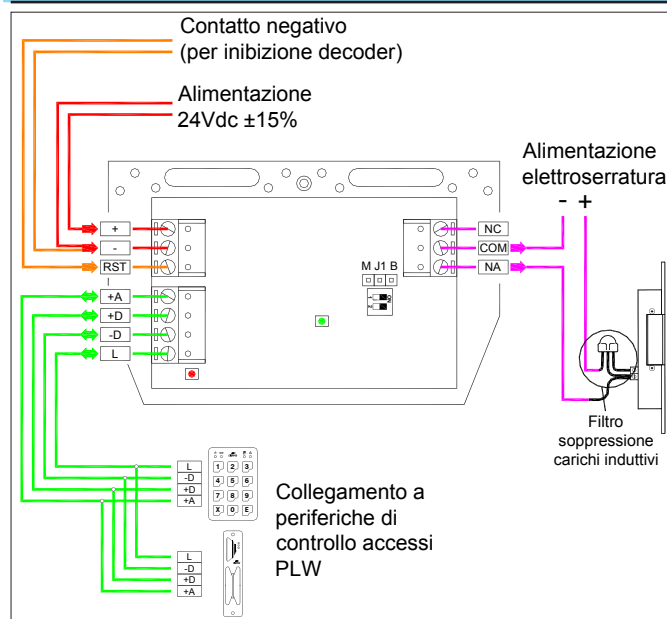 Contatto negativo
(per inibizione decoder)
Alimentazione
24Vdc ±15%
Alimentazione
elettroserratura
- +
+
-
RST
+A
+D
-D
L
NC
COM
NA
M J1 B
Filtro
soppressione
carichi induttivi
L
-D
+D
+A
1 2 3
4 5 6
7 8 9
X 0 E
Collegamento a
periferiche di
controllo accessi
PLW
L
-D
+D
+A